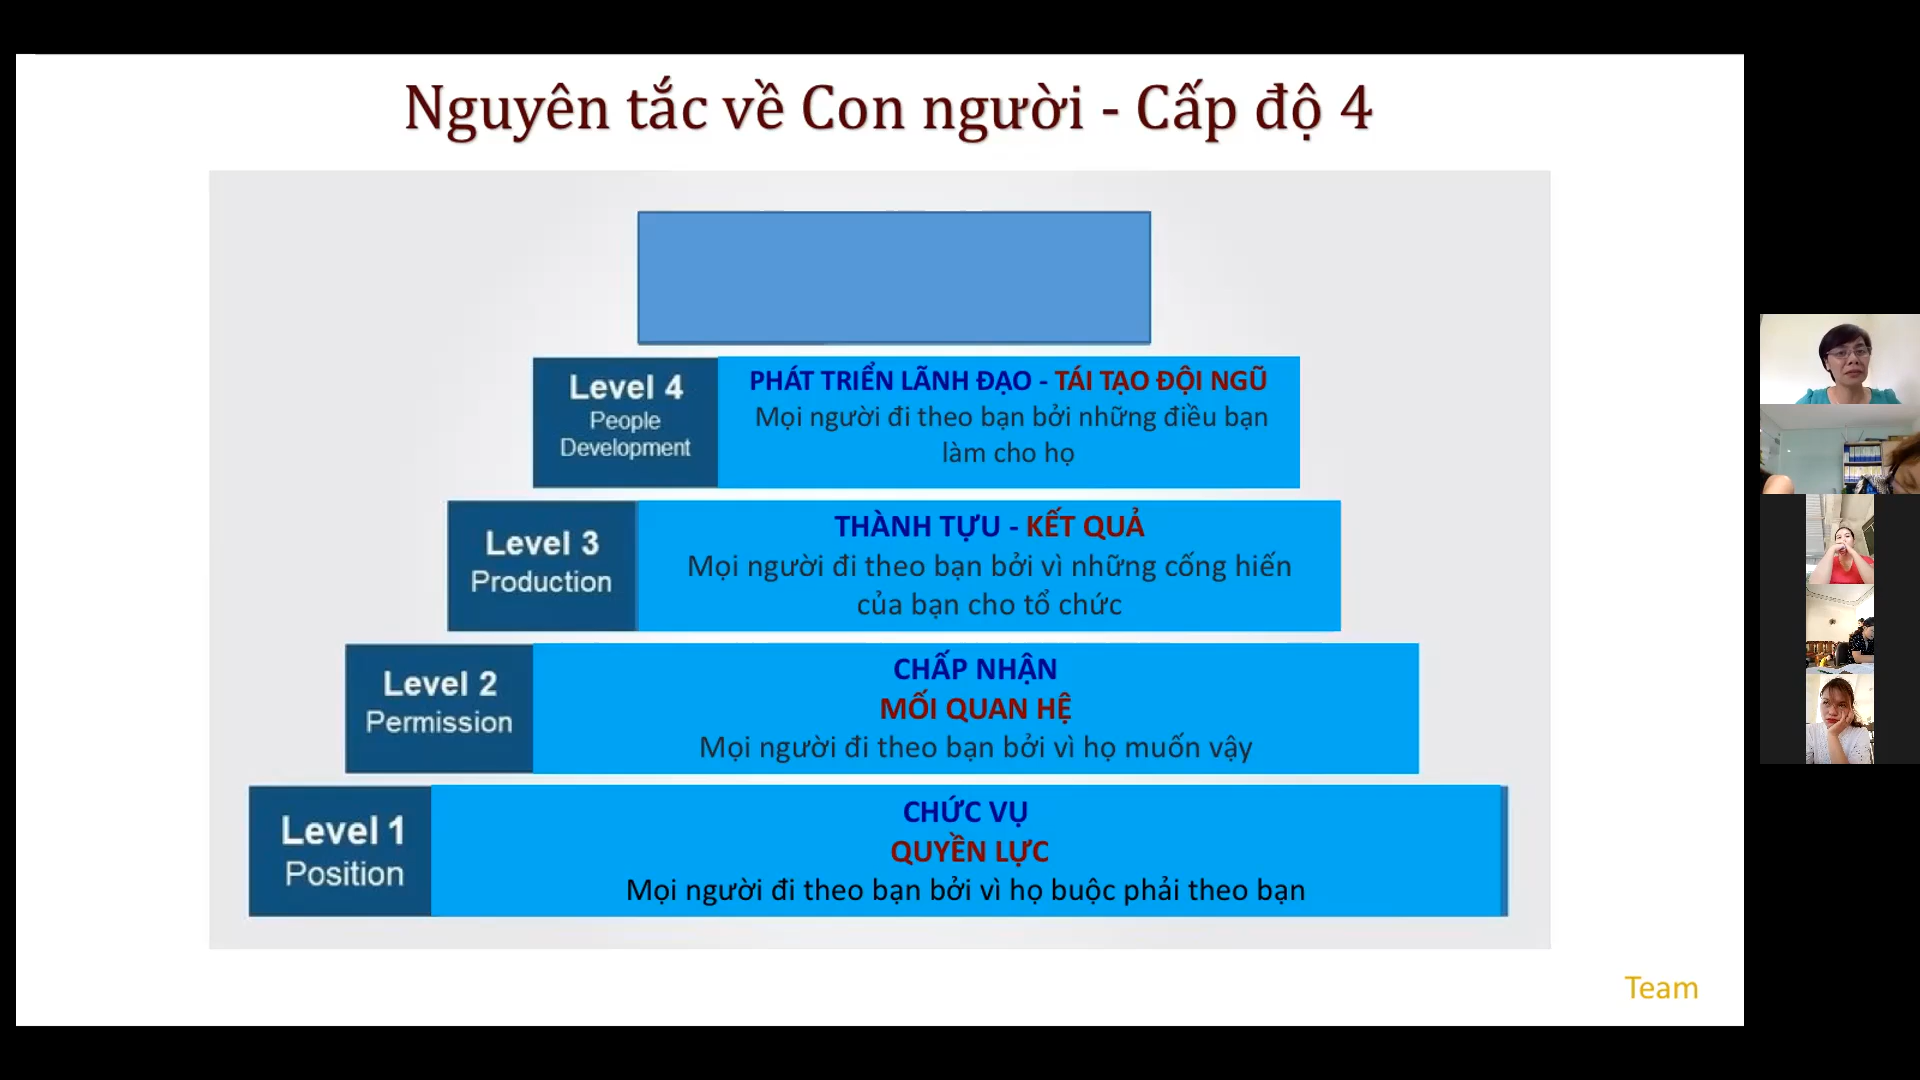 Nguyên tắc về Con người - Cấp độ 4
Level 4
People
Development
PHÁT TRIỂN LÃNH ĐẠO - TÁI TẠO ĐỘI NGŨ
Mọi người đi theo bạn bởi những điều bạn
làm cho họ
Level 3
Production
THÀNH TỰU - KẾT QUẢ
Mọi người đi theo bạn bởi vì những cống hiến
của bạn cho tổ chức
Level 2
Permission
CHẤP NHẬN
MỐI QUAN HỆ
Mọi người đi theo bạn bởi vì họ muốn vậy
Level 1
Position
CHỨC VỤ
QUYỀN LỰC
Mọi người đi theo bạn bởi vì họ buộc phải theo bạn
Team